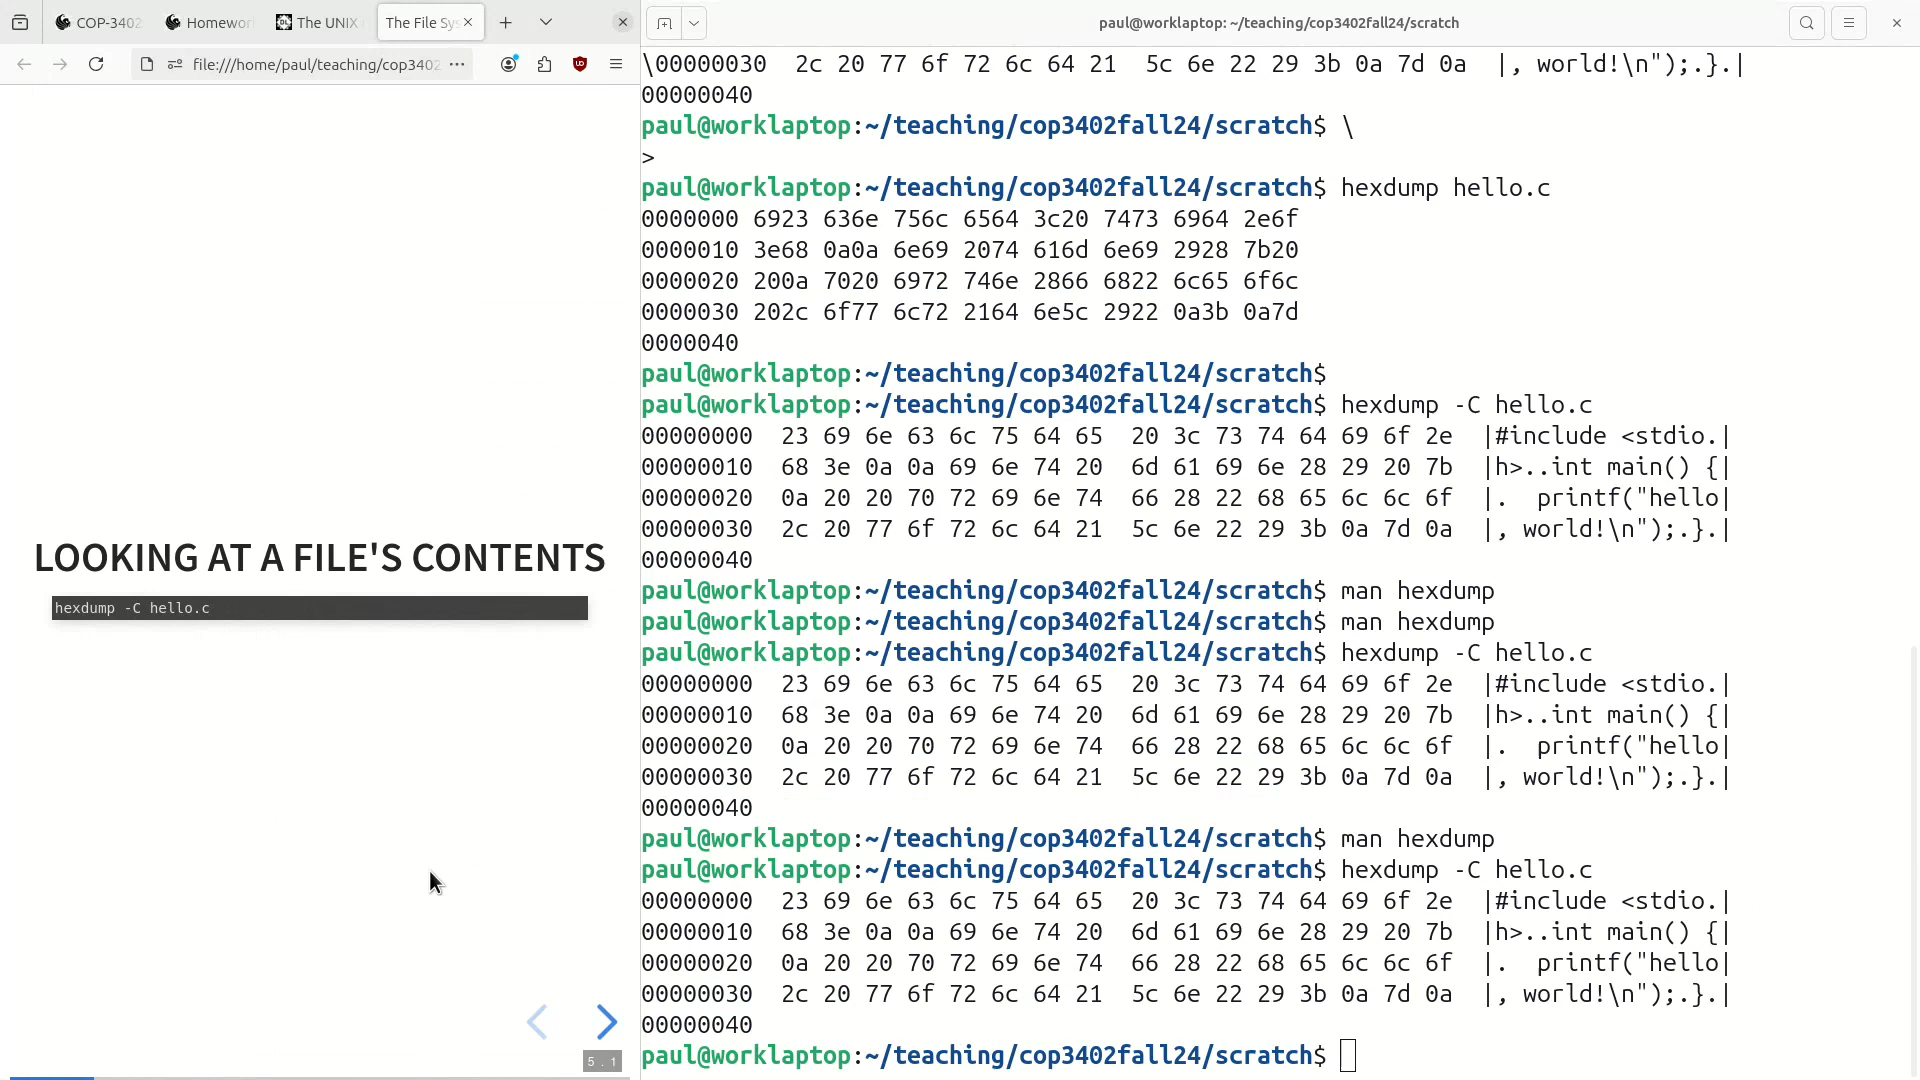 COP-3402
Homewor
The UNIX
The File Sys
file:///home/paul/teaching/cop3402
LOOKING AT A FILE'S CONTENTS
hexdump -C hello.c
5 . 1
paul@worklaptop: ~/teaching/cop3402fall24/scratch
\00000030  2c 20 77 6f 72 6c 64 21  5c 6e 22 29 3b 0a 7d 0a  |, world!\n");.}.|
00000040
paul@worklaptop:~/teaching/cop3402fall24/scratch$ \
>
paul@worklaptop:~/teaching/cop3402fall24/scratch$ hexdump hello.c
0000000 6923 636e 756c 6564 3c20 7473 6964 2e6f
0000010 3e68 0a0a 6e69 2074 616d 6e69 2928 7b20
0000020 200a 7020 6972 746e 2866 6822 6c65 6f6c
0000030 202c 6f77 6c72 2164 6e5c 2922 0a3b 0a7d
0000040
paul@worklaptop:~/teaching/cop3402fall24/scratch$
paul@worklaptop:~/teaching/cop3402fall24/scratch$ hexdump -C hello.c
00000000  23 69 6e 63 6c 75 64 65  20 3c 73 74 64 69 6f 2e  |#include <stdio.|
00000010  68 3e 0a 0a 69 6e 74 20  6d 61 69 6e 28 29 20 7b  |h>..int main() {|
00000020  0a 20 20 70 72 69 6e 74  66 28 22 68 65 6c 6c 6f  |.  printf("hello|
00000030  2c 20 77 6f 72 6c 64 21  5c 6e 22 29 3b 0a 7d 0a  |, world!\n");.}.|
00000040
paul@worklaptop:~/teaching/cop3402fall24/scratch$ man hexdump
paul@worklaptop:~/teaching/cop3402fall24/scratch$ man hexdump
paul@worklaptop:~/teaching/cop3402fall24/scratch$ hexdump -C hello.c
00000000  23 69 6e 63 6c 75 64 65  20 3c 73 74 64 69 6f 2e  |#include <stdio.|
00000010  68 3e 0a 0a 69 6e 74 20  6d 61 69 6e 28 29 20 7b  |h>..int main() {|
00000020  0a 20 20 70 72 69 6e 74  66 28 22 68 65 6c 6c 6f  |.  printf("hello|
00000030  2c 20 77 6f 72 6c 64 21  5c 6e 22 29 3b 0a 7d 0a  |, world!\n");.}.|
00000040
paul@worklaptop:~/teaching/cop3402fall24/scratch$ man hexdump
paul@worklaptop:~/teaching/cop3402fall24/scratch$ hexdump -C hello.c
00000000  23 69 6e 63 6c 75 64 65  20 3c 73 74 64 69 6f 2e  |#include <stdio.|
00000010  68 3e 0a 0a 69 6e 74 20  6d 61 69 6e 28 29 20 7b  |h>..int main() {|
00000020  0a 20 20 70 72 69 6e 74  66 28 22 68 65 6c 6c 6f  |.  printf("hello|
00000030  2c 20 77 6f 72 6c 64 21  5c 6e 22 29 3b 0a 7d 0a  |, world!\n");.}.|
00000040
paul@worklaptop:~/teaching/cop3402fall24/scratch$